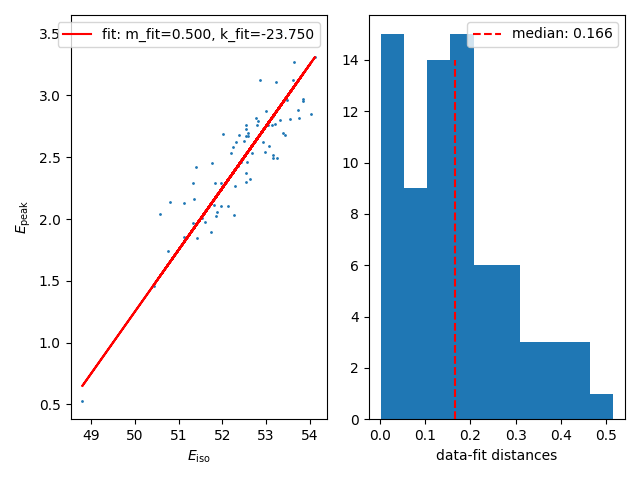 fit: m_fit=0.500, k_fit=-23.750
3.5
3.0
2.5
2.0
1.5
1.0
0.5
E_peak
49 50 51 52 53 54
E_iso
median: 0.166
14
12
10
8
6
4
2
0
0.0 0.1 0.2 0.3 0.4 0.5
data-fit distances